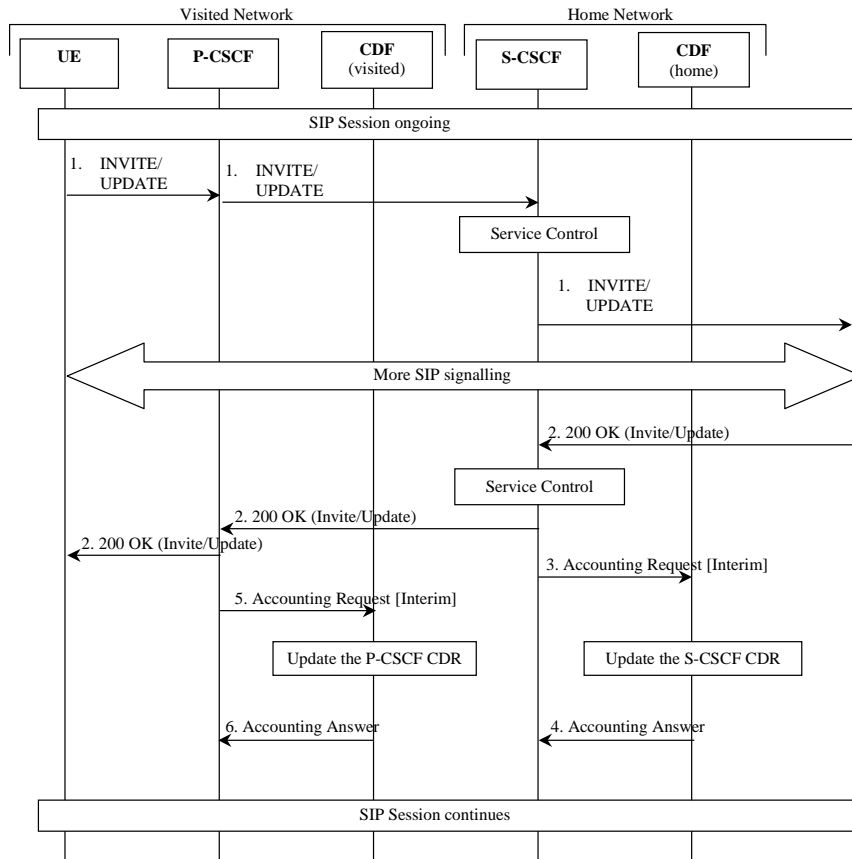 Visited Network
Home Network
UE
P-CSCF
CDF
(visited)
S-CSCF
CDF
(home)
SIP Session ongoing
1. INVITE/
UPDATE
1. INVITE/
UPDATE
Service Control
1. INVITE/
UPDATE
More SIP signalling
2. 200 OK (Invite/Update)
Service Control
2. 200 OK (Invite/Update)
2. 200 OK (Invite/Update)
3. Accounting Request [Interim]
5. Accounting Request [Interim]
Update the P-CSCF CDR
Update the S-CSCF CDR
6. Accounting Answer
4. Accounting Answer
SIP Session continues